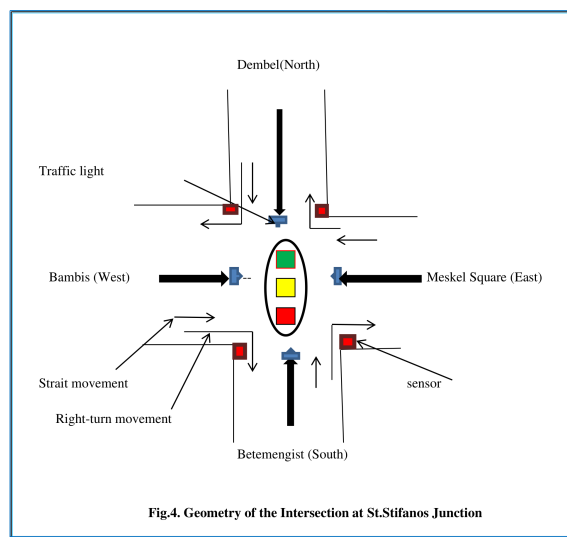 Dembel(North)
Traffic light
Bambis (West)
Meskel Square (East)
Strait movement
sensor
Right-turn movement
Betemengist (South)
Fig.4. Geometry of the Intersection at St.Stifanos Junction